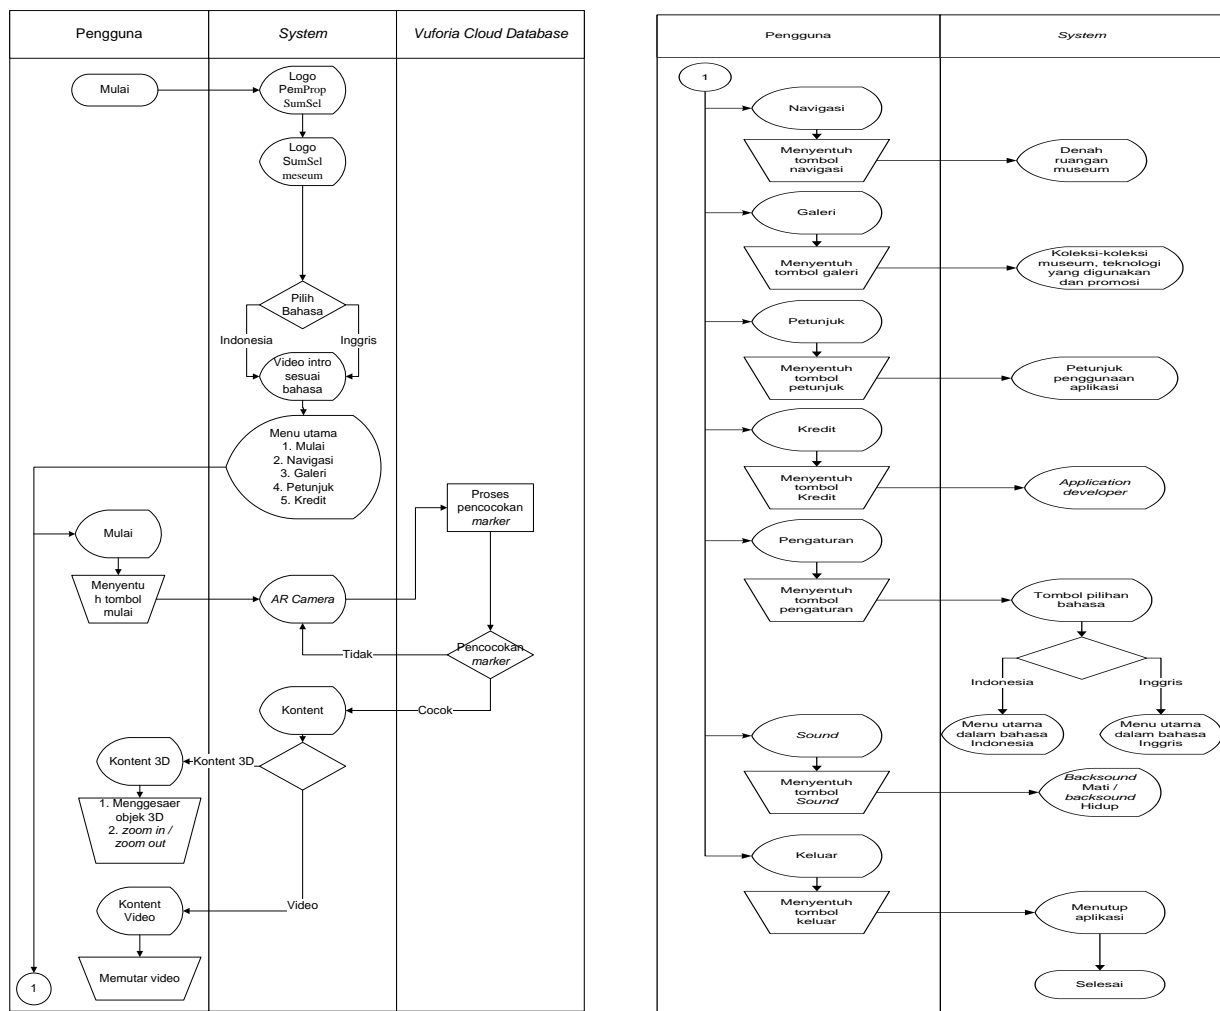 Pengguna
System
Vuforia Cloud Database
Mulai
Logo
PemProp
SumSel
Logo
SumSel
meseum
Pilih
Bahasa
Indonesia
Inggris
Video intro
sesuai
bahasa
Menu utama
1. Mulai
2. Navigasi
3. Galeri
4. Petunjuk
5. Kredit
Proses
pencocokan
marker
Mulai
Menyentu
h tombol
mulai
AR Camera
Pencocokan
marker
Tidak
Cocok
Kontent
Kontent 3D
Kontent 3D
1. Menggesaer
objek 3D
2. zoom in /
zoom out
Video
Kontent
Video
Memutar video
1
Pengguna
System
1
Navigasi
Menyentuh
tombol
navigasi
Denah
ruangan
museum
Galeri
Menyentuh
tombol galeri
Koleksi-koleksi
museum, teknologi
yang digunakan
dan promosi
Petunjuk
Menyentuh
tombol
petunjuk
Petunjuk
penggunaan
aplikasi
Kredit
Menyentuh
tombol
Kredit
Application
developer
Pengaturan
Menyentuh
tombol
pengaturan
Tombol pilihan
bahasa
Indonesia
Inggris
Menu utama
dalam bahasa
Indonesia
Menu utama
dalam bahasa
Inggris
Sound
Menyentuh
tombol
Sound
Backsound
Mati /
backsound
Hidup
Keluar
Menyentuh
tombol
keluar
Menutup
aplikasi
Selesai